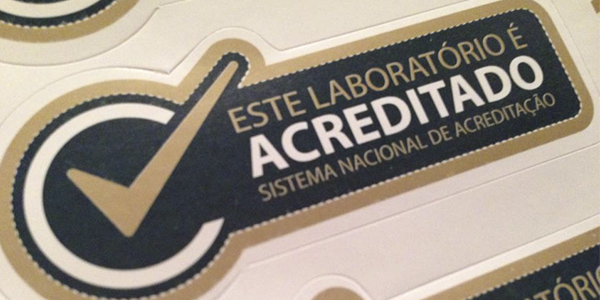 ESTE LABORATÓRIO É
ACREDITADO
SISTEMA NACIONAL DE ACREDITAÇÃO